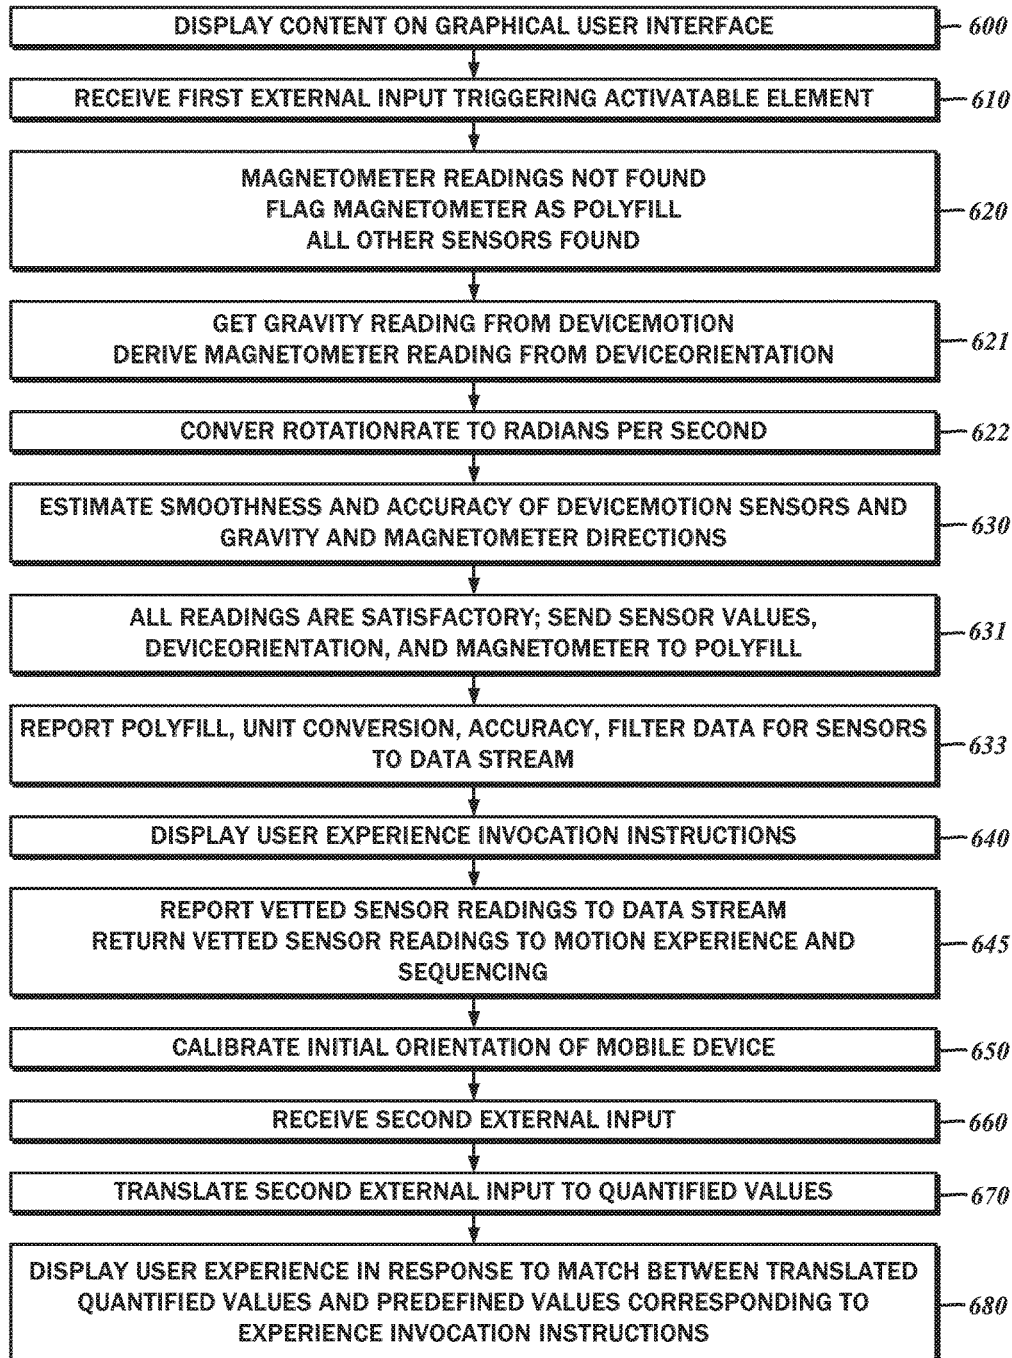 DISPLAY CONTENT ON GRAPHICAL USER INTERFACE
600
RECEIVE FIRST EXTERNAL INPUT TRIGGERING ACTIVATABLE ELEMENT
610
MAGNETOMETER READINGS NOT FOUND
FLAG MAGNETOMETER AS POLYFILL
ALL OTHER SENSORS FOUND
620
GET GRAVITY READING FROM DEVICEMOTION
DERIVE MAGNETOMETER READING FROM DEVICEORIENTATION
621
CONVER ROTATIONRATE TO RADIANS PER SECOND
622
ESTIMATE SMOOTHNESS AND ACCURACY OF DEVICEMOTION SENSORS AND
GRAVITY AND MAGNETOMETER DIRECTIONS
630
ALL READINGS ARE SATISFACTORY; SEND SENSOR VALUES,
DEVICEORIENTATION, AND MAGNETOMETER TO POLYFILL
631
REPORT POLYFILL, UNIT CONVERSION, ACCURACY, FILTER DATA FOR SENSORS
TO DATA STREAM
633
DISPLAY USER EXPERIENCE INVOCATION INSTRUCTIONS
640
REPORT VETTED SENSOR READINGS TO DATA STREAM
RETURN VETTED SENSOR READINGS TO MOTION EXPERIENCE AND
SEQUENCING
645
CALIBRATE INITIAL ORIENTATION OF MOBILE DEVICE
650
RECEIVE SECOND EXTERNAL INPUT
660
TRANSLATE SECOND EXTERNAL INPUT TO QUANTIFIED VALUES
670
DISPLAY USER EXPERIENCE IN RESPONSE TO MATCH BETWEEN TRANSLATED
QUANTIFIED VALUES AND PREDEFINED VALUES CORRESPONDING TO
EXPERIENCE INVOCATION INSTRUCTIONS
680